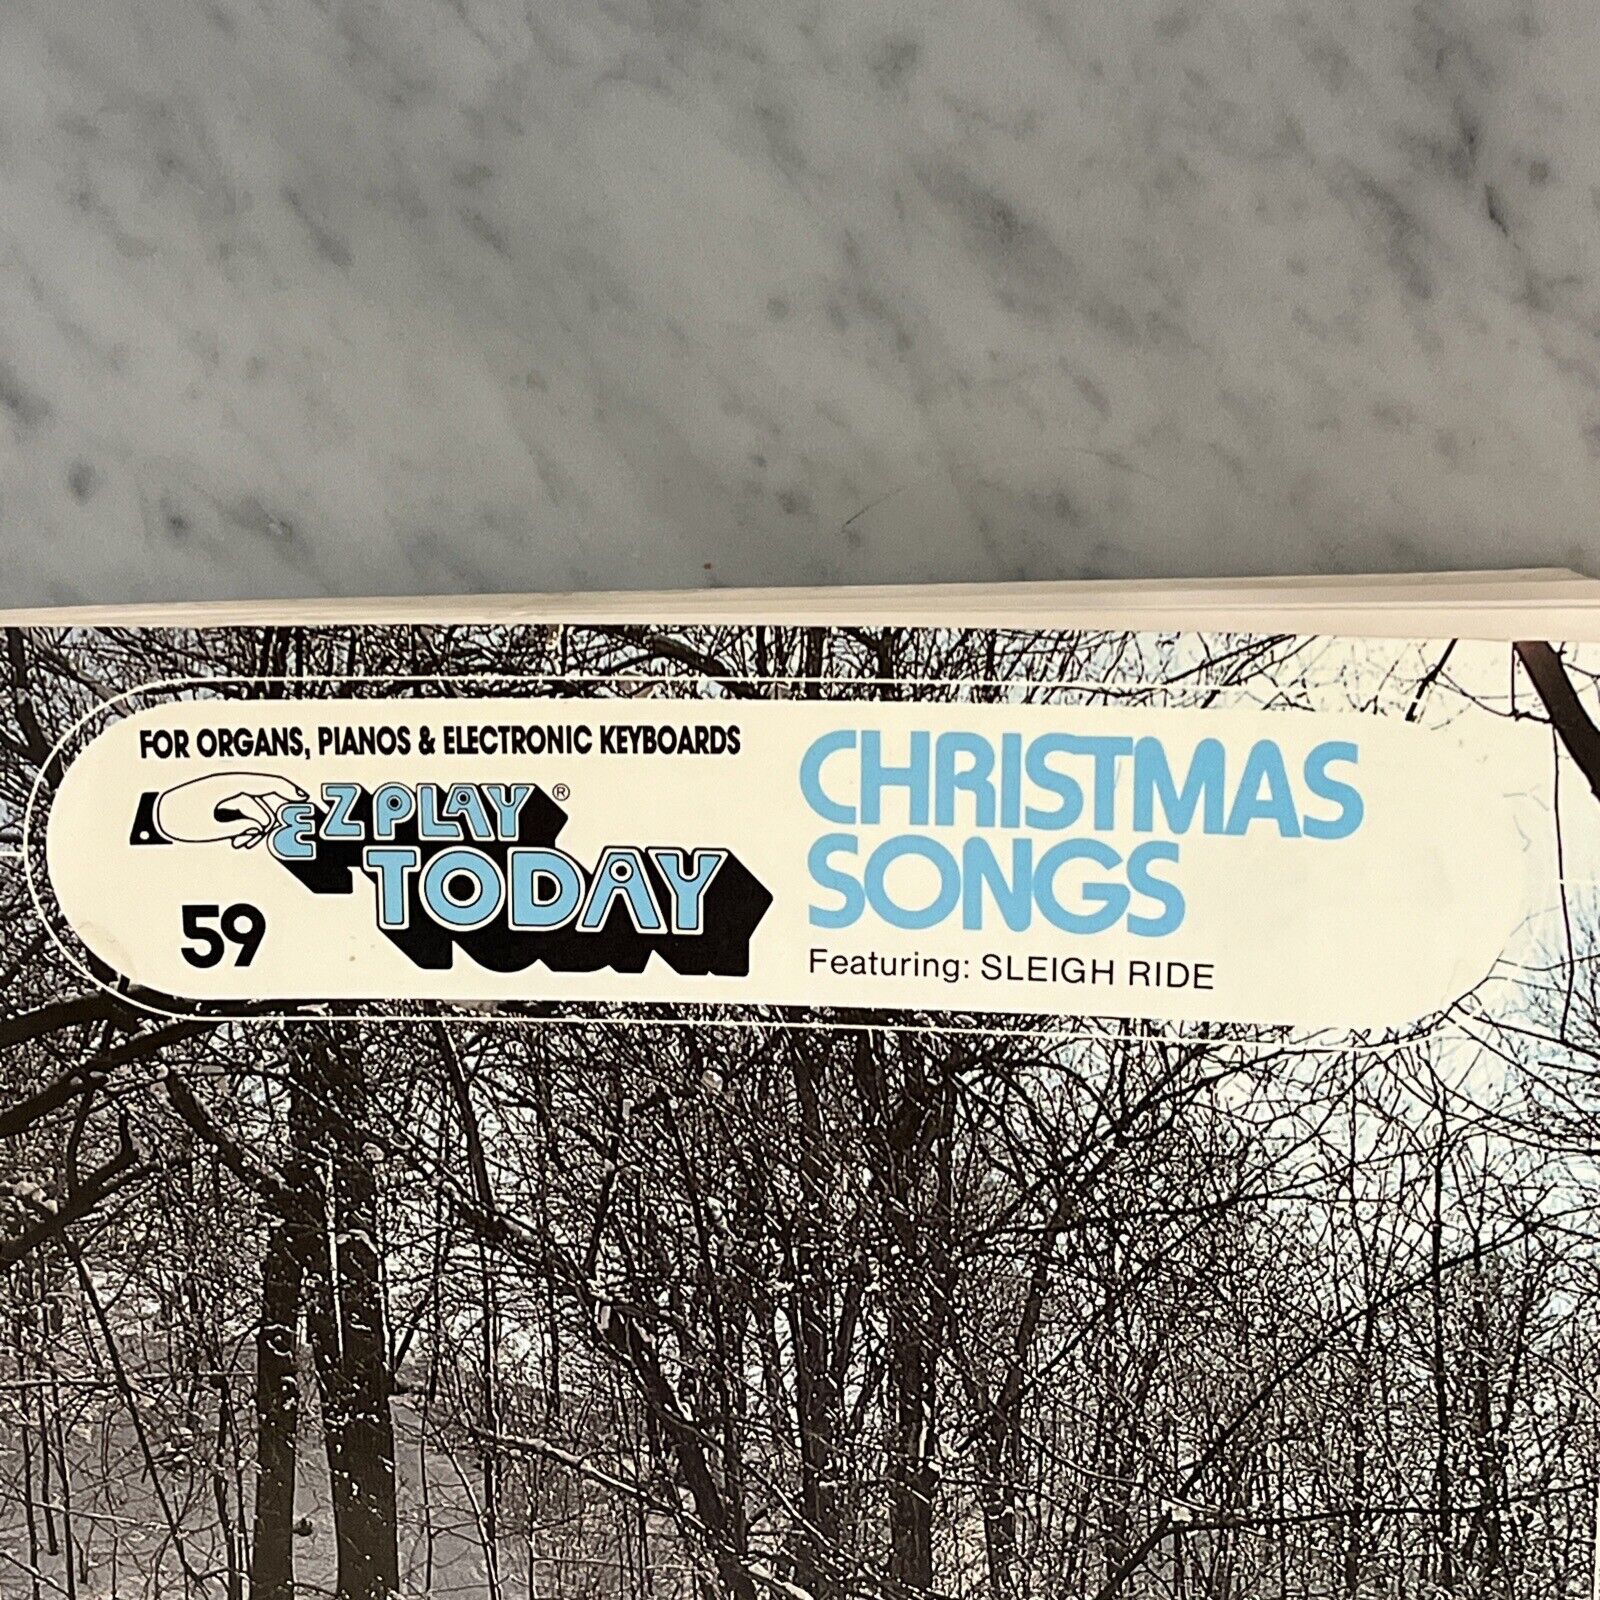 FOR ORGANS, PIANOS & ELECTRONIC KEYBOARDS
EZ PLAY ®
TODAY
59
CHRISTMAS
SONGS
Featuring: SLEIGH RIDE